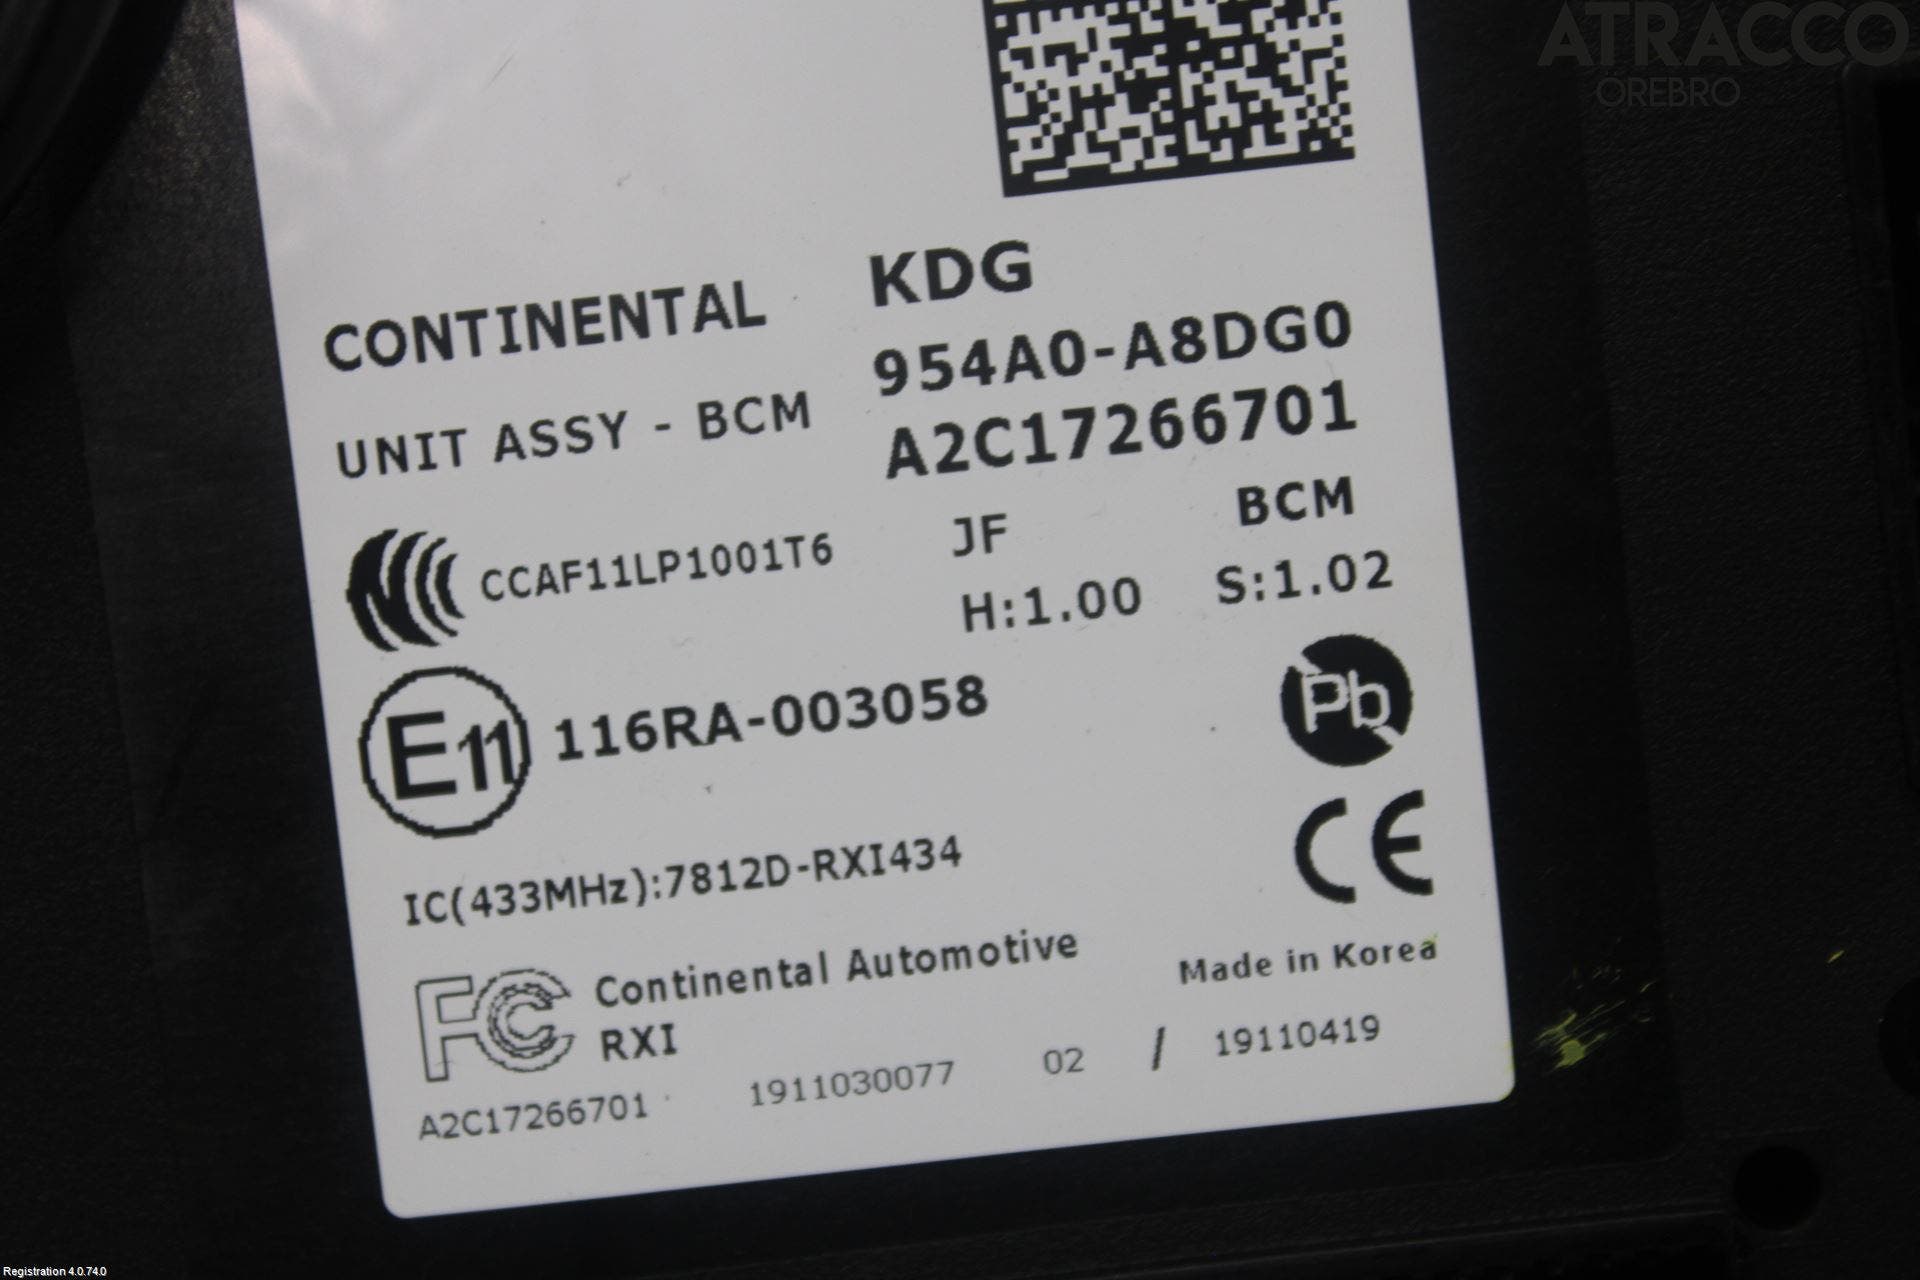 ATRACCO
ÖREBRO
CONTINENTAL KDG
954A0-A8DG0
UNIT ASSY - BCM A2C17266701
CCAF11LP1001T6 JF BCM
H:1.00 S:1.02
E11 116RA-003058
Pb
CE
IC(433MHz):7812D-RXI434
FC Continental Automotive
RXI
Made in Korea
A2C17266701 1911030077 02 / 19110419
Registration 4.0.74.0